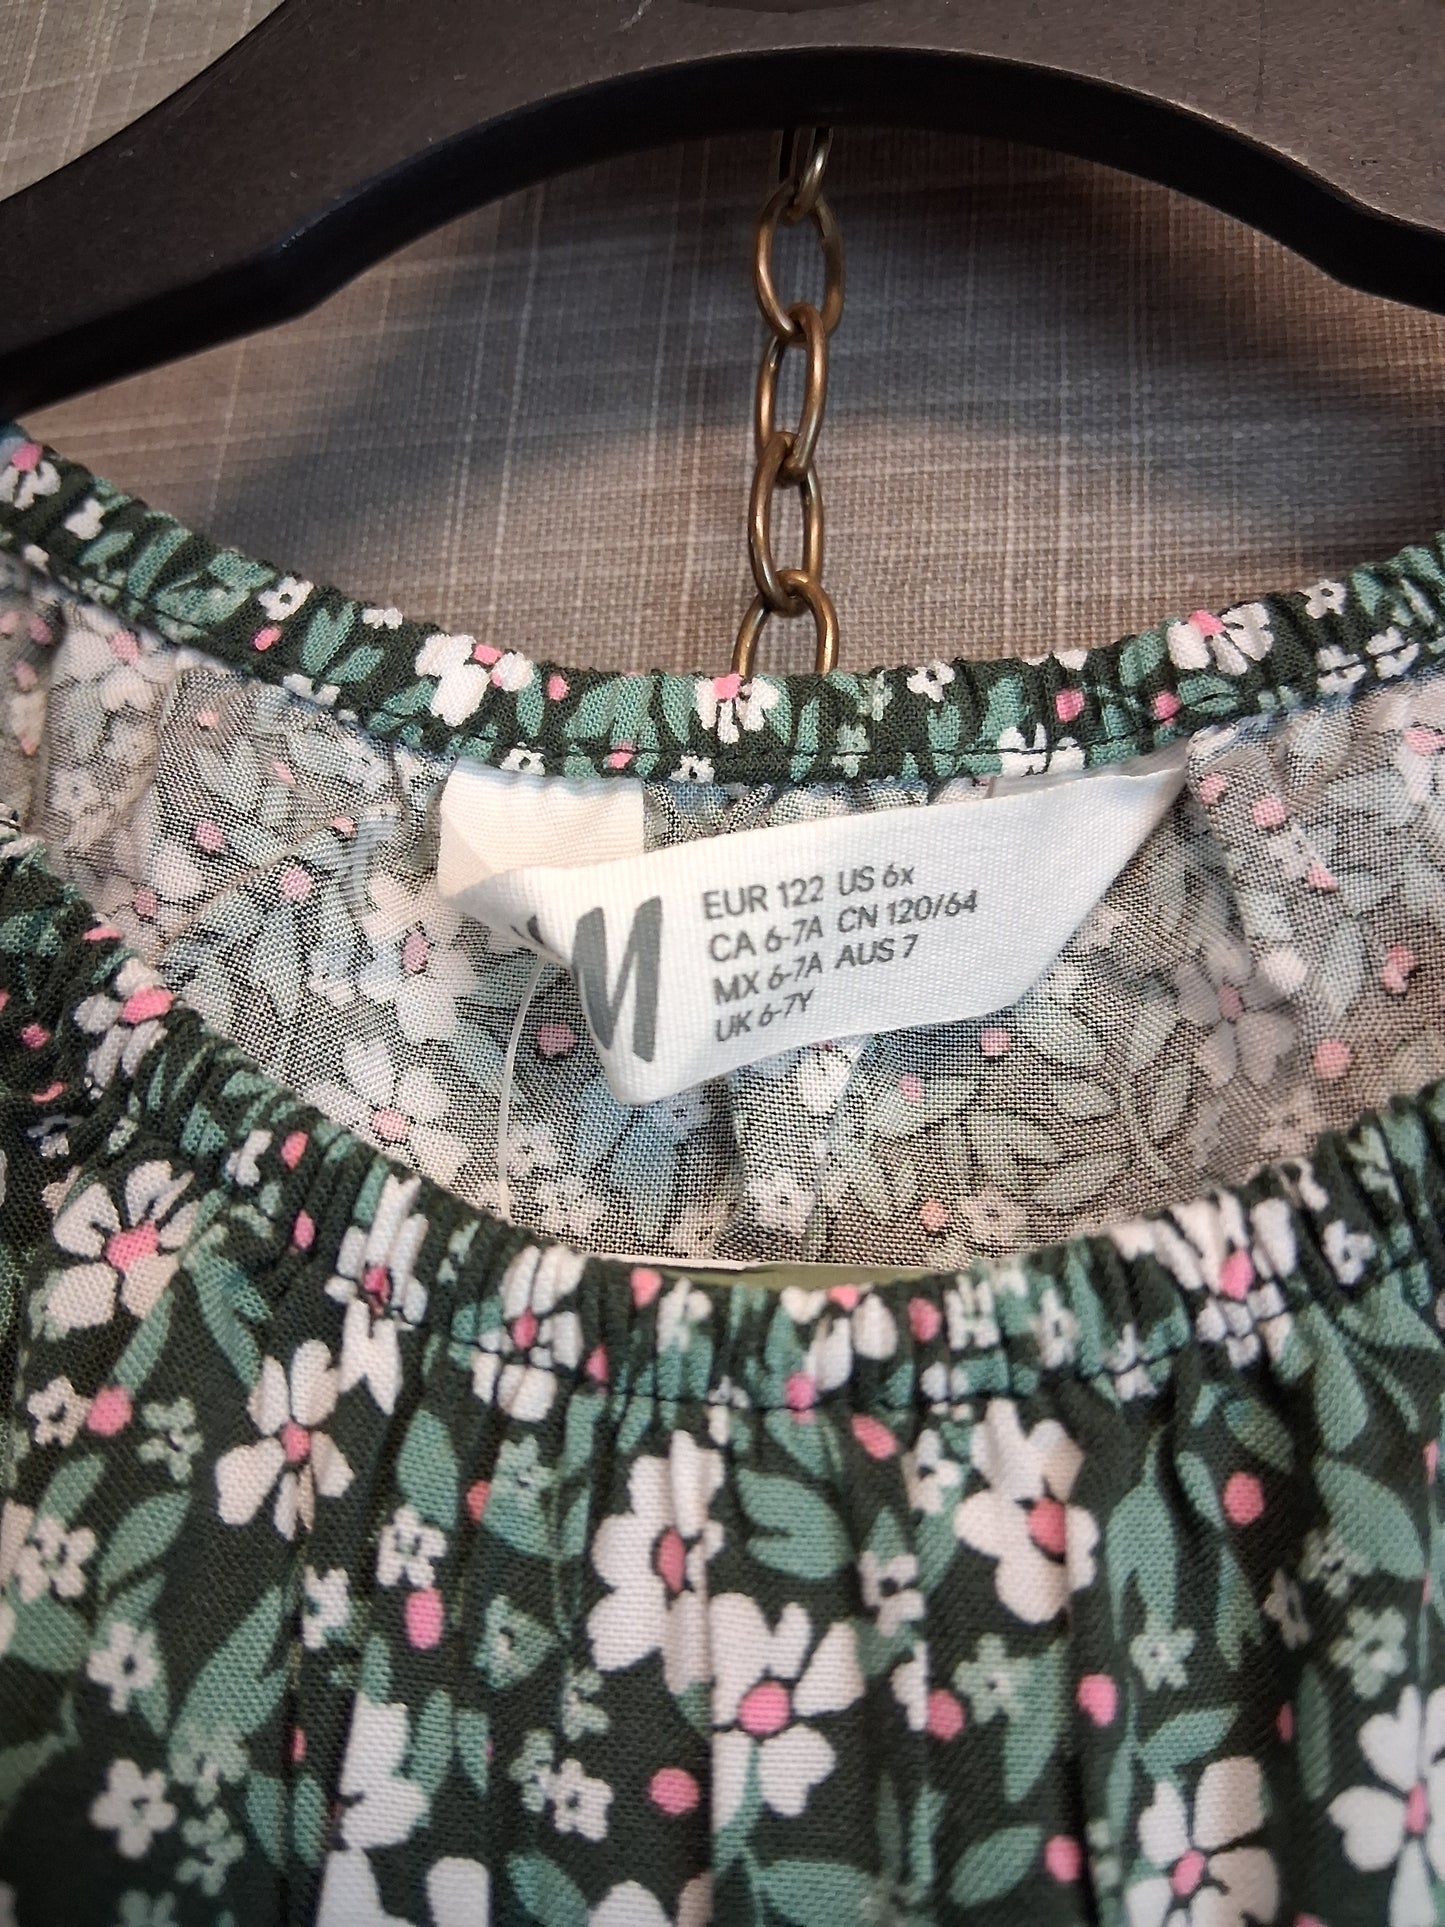 M
EUR 122 US 6x
CA 6-7A CN 120/64
MX 6-7A AUS 7
UK 6-7Y